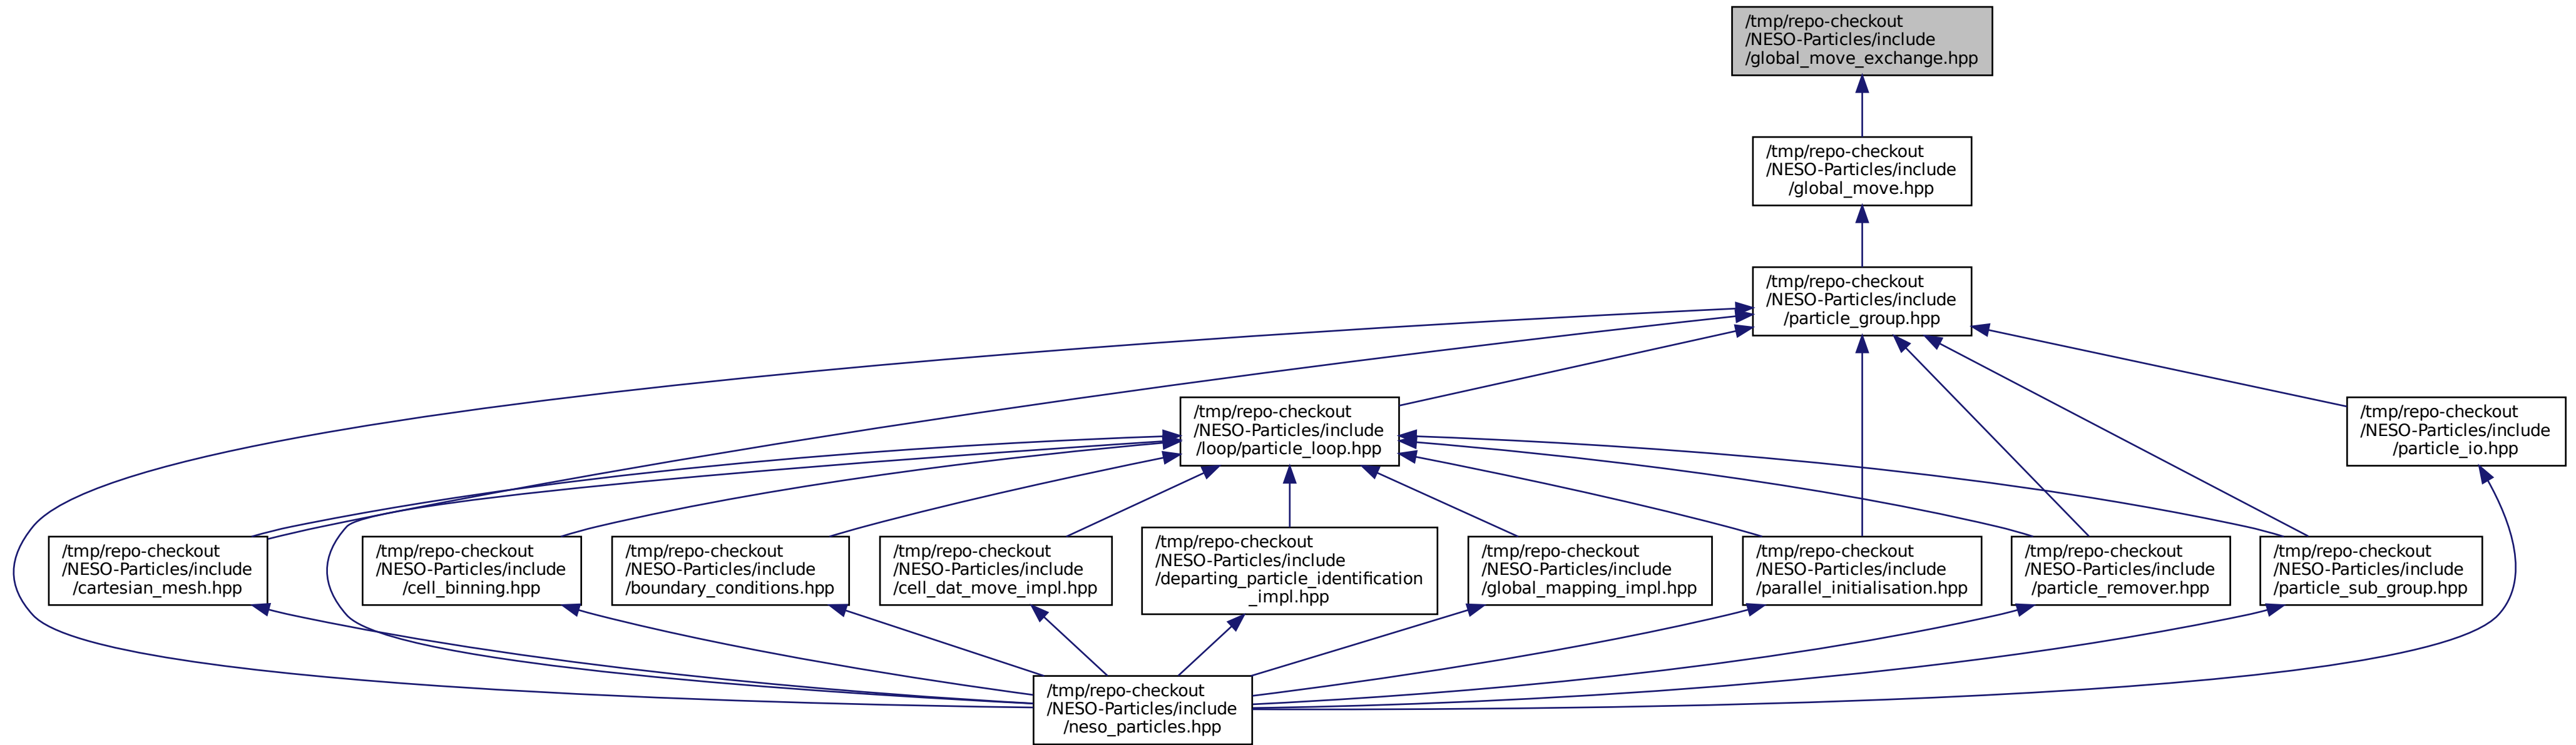 /tmp/repo-checkout
/NESO-Particles/include
/global_move_exchange.hpp
/tmp/repo-checkout
/NESO-Particles/include
/global_move.hpp
/tmp/repo-checkout
/NESO-Particles/include
/particle_group.hpp
/tmp/repo-checkout
/NESO-Particles/include
/loop/particle_loop.hpp
/tmp/repo-checkout
/NESO-Particles/include
/particle_io.hpp
/tmp/repo-checkout
/NESO-Particles/include
/cartesian_mesh.hpp
/tmp/repo-checkout
/NESO-Particles/include
/cell_binning.hpp
/tmp/repo-checkout
/NESO-Particles/include
/boundary_conditions.hpp
/tmp/repo-checkout
/NESO-Particles/include
/cell_dat_move_impl.hpp
/tmp/repo-checkout
/NESO-Particles/include
/departing_particle_identification
_impl.hpp
/tmp/repo-checkout
/NESO-Particles/include
/global_mapping_impl.hpp
/tmp/repo-checkout
/NESO-Particles/include
/parallel_initialisation.hpp
/tmp/repo-checkout
/NESO-Particles/include
/particle_remover.hpp
/tmp/repo-checkout
/NESO-Particles/include
/particle_sub_group.hpp
/tmp/repo-checkout
/NESO-Particles/include
/neso_particles.hpp